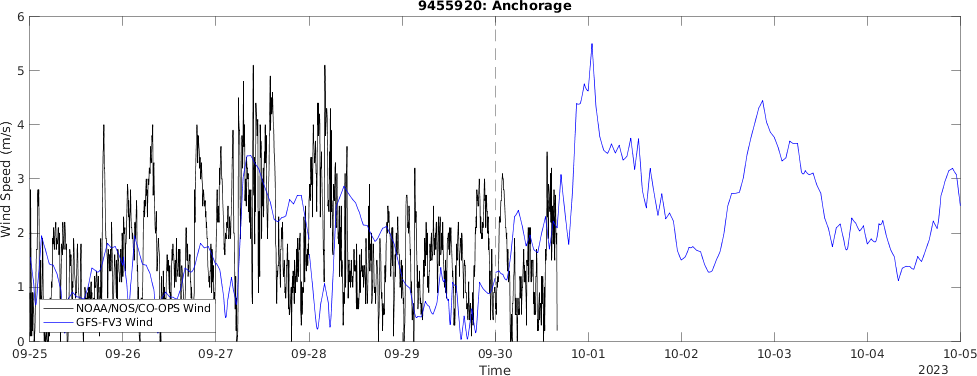 9455920: Anchorage
Wind Speed (m/s)
6
5
4
3
2
1
0
NOAA/NOS/CO-OPS Wind
GFS-FV3 Wind
09-25 09-26 09-27 09-28 09-29 09-30 10-01 10-02 10-03 10-04 10-05
Time
2023